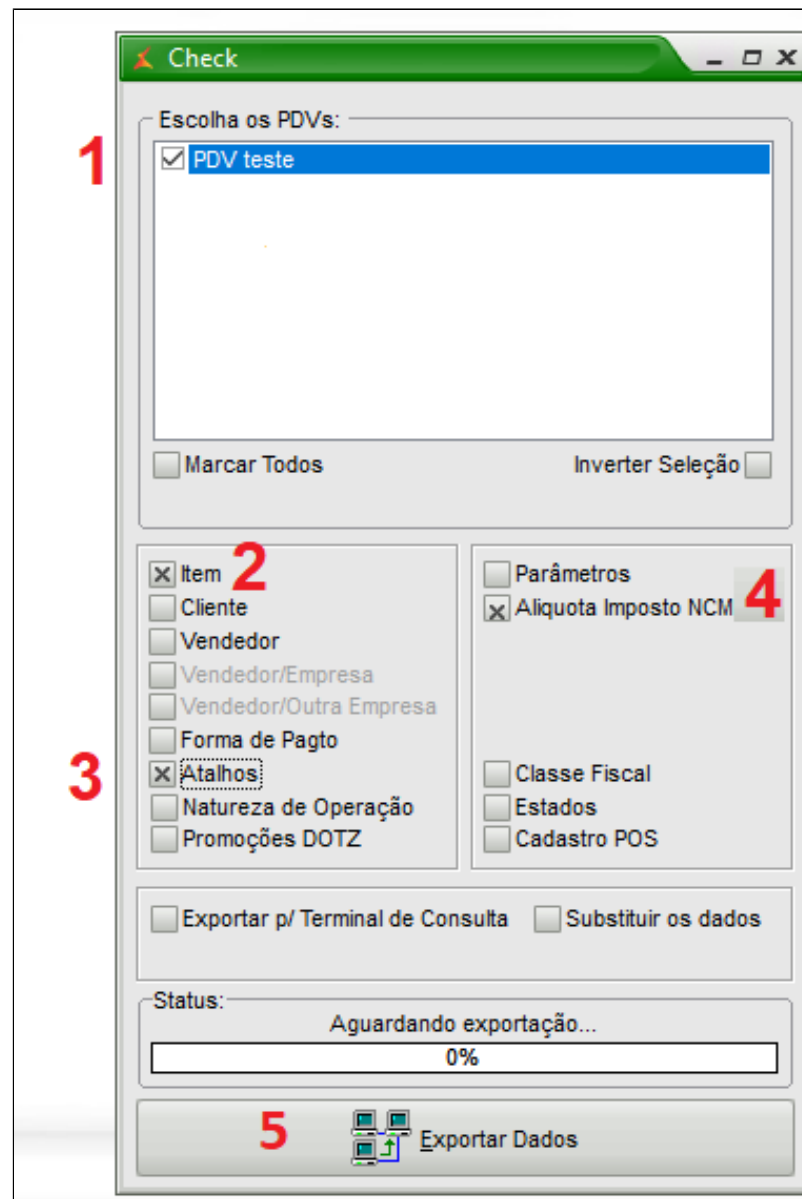 Check
Escolha os PDVs:
1
PDV teste
Marcar Todos
Inverter Seleção
Item 2
Cliente
Vendedor
Vendedor/Empresa
Vendedor/Outra Empresa
Forma de Pagto
3 Atalhos
Natureza de Operação
Promoções DOTZ
Parâmetros
Aliquota Imposto NCM 4
Classe Fiscal
Estados
Cadastro POS
Exportar p/ Terminal de Consulta
Substituir os dados
Status:
Aguardando exportação...
0%
5 Exportar Dados